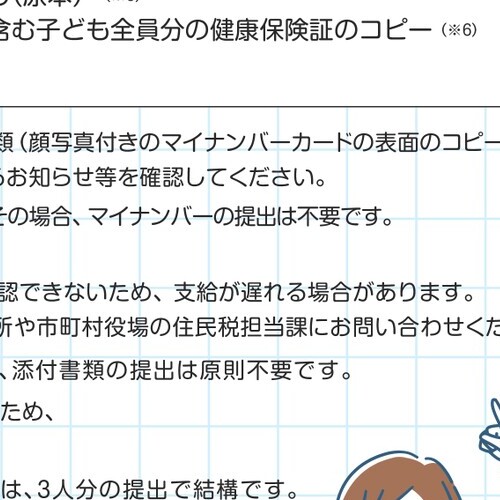 含む子ども全員分の健康保険証のコピー（※6）
類（顔写真付きのマイナンバーカードの表面のコピー
お知らせ等を確認してください。
その場合、マイナンバーの提出は不要です。
認できないため、支給が遅れる場合があります。
所や市町村役場の住民税担当課にお問い合わせくだ
、添付書類の提出は原則不要です。
ため、
は、3人分の提出で結構です。